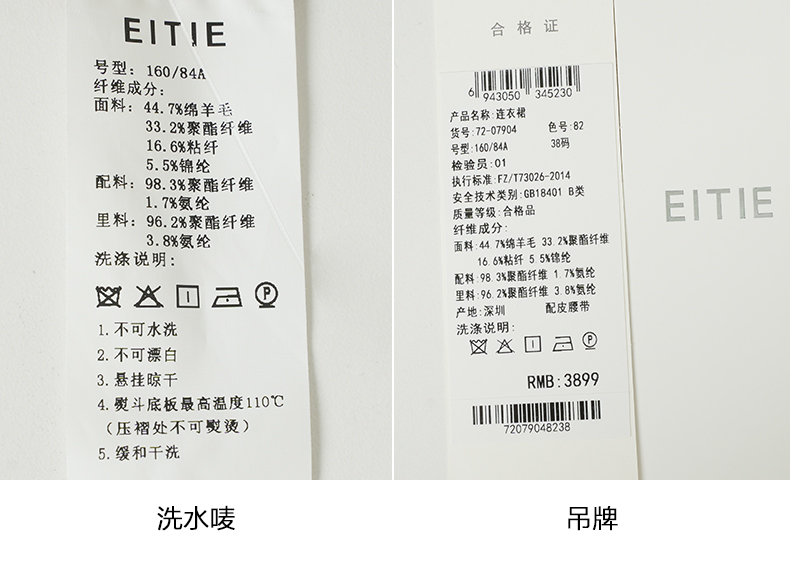 EITIE
号型：160/84A
纤维成分：
面料：44.7%绵羊毛
33.2%聚酯纤维
16.6%粘纤
5.5%锦纶
配料：98.3%聚酯纤维
1.7%氨纶
里料：96.2%聚酯纤维
3.8%氨纶
洗涤说明：
P
1.不可水洗
2.不可漂白
3.悬挂晾干
4.熨斗底板最高温度110℃
（压褶处不可熨烫）
5.缓和干洗
洗水唛
合格证
6 943050 345230
产品名称:连衣裙
货号:72-07904 色号:82
号型:160/84A 38码
检验员:01
执行标准:FZ/T73026-2014
安全技术类别:GB18401 B类
质量等级:合格品
纤维成分:
面料:44.7%绵羊毛 33.2%聚酯纤维
16.6%粘纤 5.5%锦纶
配料:98.3%聚酯纤维 1.7%氨纶
里料:96.2%聚酯纤维 3.8%氨纶
产地:深圳 配皮腰带
洗涤说明:
P
RMB:3899
72079048238
EITIE
吊牌